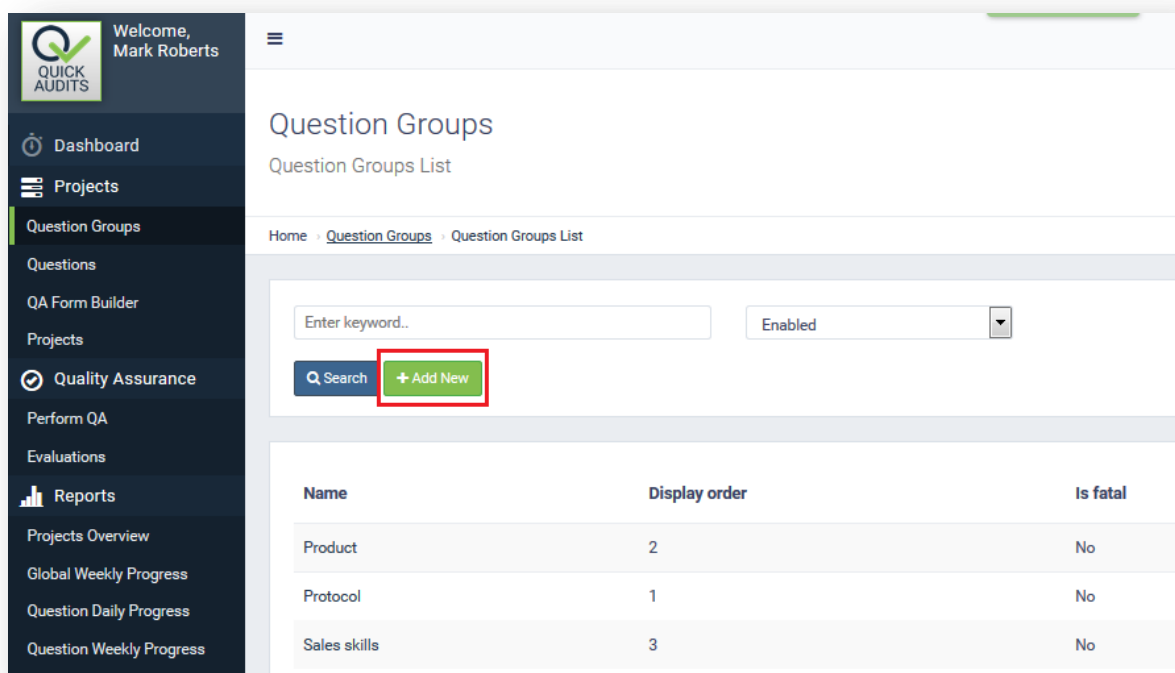 Welcome,
Mark Roberts
QUICK
AUDITS
Dashboard
Projects
Question Groups
Questions
QA Form Builder
Projects
Quality Assurance
Perform QA
Evaluations
Reports
Projects Overview
Global Weekly Progress
Question Daily Progress
Question Weekly Progress
Question Groups
Question Groups List
Home › Question Groups › Question Groups List
Enter keyword.. Enabled
Search + Add New
Name Display order Is fatal
Product 2 No
Protocol 1 No
Sales skills 3 No